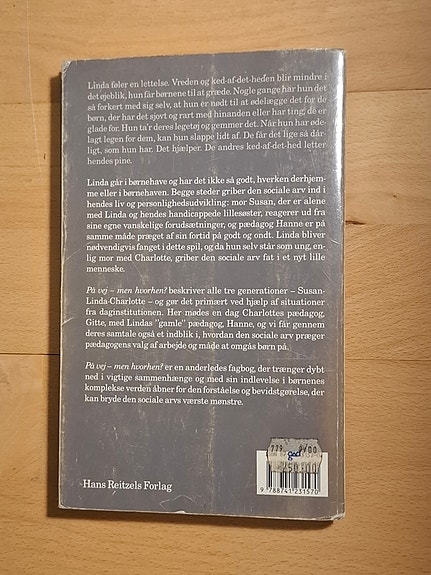 Linda føler en lettelse. Vreden og ked-af-det-heden bliver mindre i
det øjeblik, hun får børnene til at græde. Nogle gange har hun det
så forkert med sig selv, at hun er nødt til at ødelægge det for de
børn, der har det sjovt og rart med hinanden eller har ting, de er
glade for. Hun ta'r deres legetøj og gemmer det. Når hun har øde-
lagt legen for dem, kan hun slappe lidt af. De får det lige så dår-
ligt, som hun har. Det hjælper. De andres ked-af-det-hed letter
hendes pine.
Linda går i børnehave og har det ikke så godt, hverken derhjem-
me eller i børnehaven. Begge steder griber den sociale arv ind i
hendes liv og personlighedsudvikling; mor Susan, der er alene
med Linda og hendes handicappede lillesøster, reagerer ud fra
sine egne vanskelige forudsætninger, og pædagog Hanne er på
samme måde præget af sin fortid på godt og ondt. Linda bliver
nødvendigvis fanget i dette spil, og da hun selv står som ung, en-
lig mor med Charlotte, griber den sociale arv fat i et nyt lille
menneske.
På vej – men hvorhen? beskriver alle tre generationer – Susan-
Linda-Charlotte – og gør det primært ved hjælp af situationer
fra daginstitutionen. Her mødes en dag Charlottes pædagog,
Gitte, med Lindas "gamle" pædagog, Hanne, og vi får gennem
deres samtale også et indblik i, hvordan den sociale arv præger
pædagogens valg af arbejde og måde at omgås børn på.
På vej – men hvorhen? er en anderledes fagbog, der trænger dybt
ned i vigtige sammenhænge og med sin indlevelse i børnenes
komplekse verden åbner for den forståelse og bevidstgørelse, der
kan bryde den sociale arvs værste mønstre.
gad
250.00
9 788741 231570
Hans Reitzels Forlag